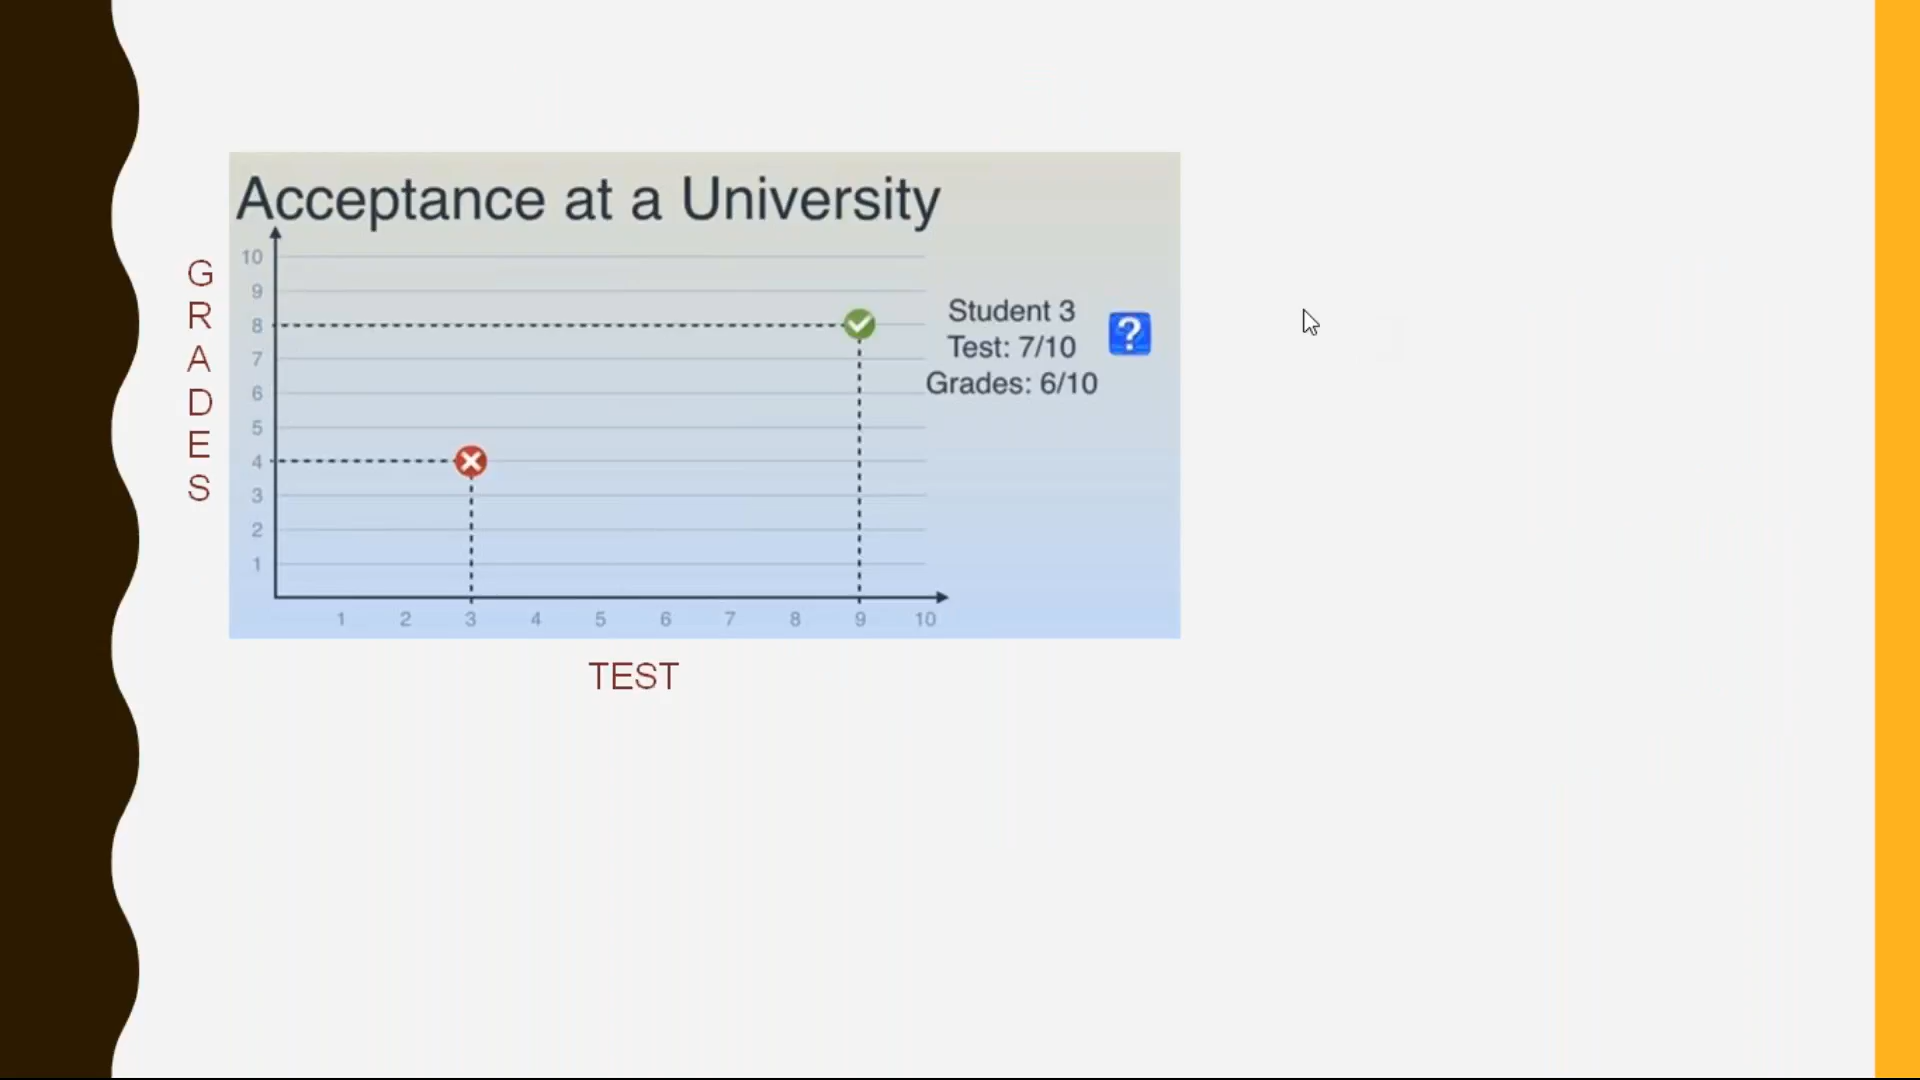 Acceptance at a University
G
R
A
D
E
S
10
9
8
7
6
5
4
3
2
1
1 2 3 4 5 6 7 8 9 10
Student 3
Test: 7/10
Grades: 6/10
?
TEST